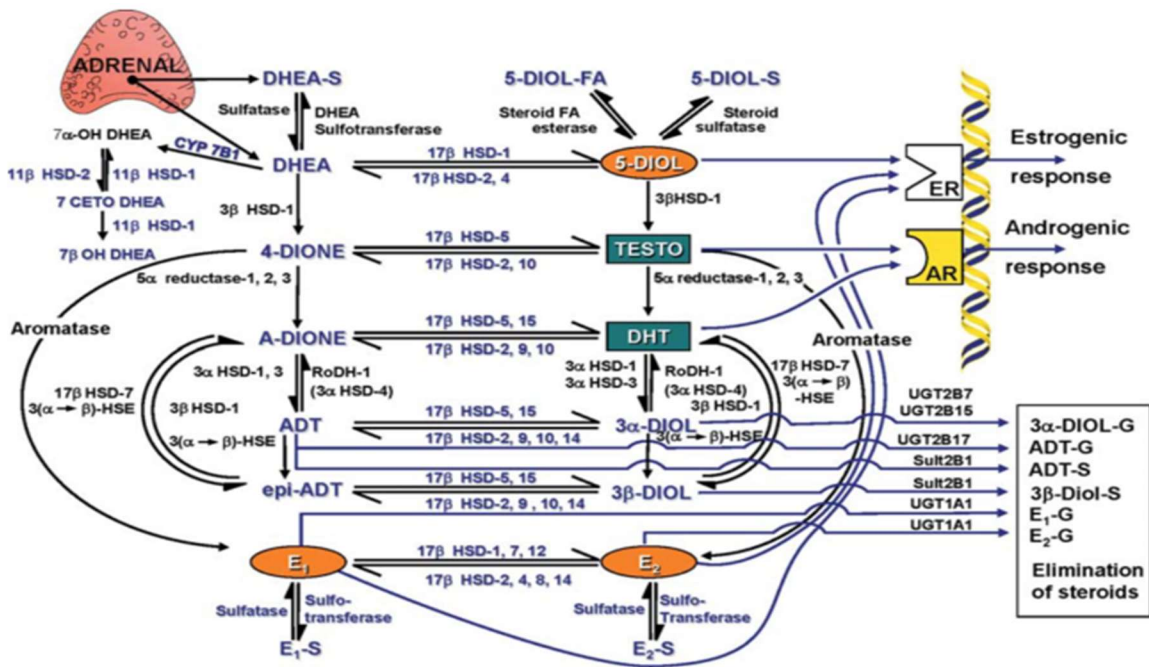 ADRENAL
DHEA-S
5-DIOL-FA
5-DIOL-S
Sulfatase
DHEA
Sulfotransferase
Steroid FA
esterase
Steroid
sulfatase
7α-OH DHEA
CYP 7B1
DHEA
17β HSD-1
17β HSD-2, 4
5-DIOL
11β HSD-2
11β HSD-1
7 CETO DHEA
11β HSD-1
7β OH DHEA
3β HSD-1
3βHSD-1
ER
Estrogenic
response
4-DIONE
17β HSD-5
17β HSD-2, 10
TESTO
AR
Androgenic
response
5α reductase-1, 2, 3
5α reductase-1, 2, 3
Aromatase
Aromatase
A-DIONE
17β HSD-5, 15
17β HSD-2, 9, 10
DHT
17β HSD-7
3(α → β)-HSE
3β HSD-1
3α HSD-1, 3
RoDH-1
(3α HSD-4)
3α HSD-1
3α HSD-3
RoDH-1
(3α HSD-4)
3β HSD-1
17β HSD-7
3(α → β)
-HSE
ADT
17β HSD-5, 15
17β HSD-2, 9, 10, 14
3α-DIOL
3(α → β)-HSE
3(α → β)-HSE
epi-ADT
17β HSD-5, 15
17β HSD-2, 9 , 10, 14
3β-DIOL
UGT2B7
UGT2B15
UGT2B17
Sult2B1
Sult2B1
UGT1A1
UGT1A1
3α-DIOL-G
ADT-G
ADT-S
3β-Diol-S
E₁-G
E₂-G
Elimination
of steroids
E₁
17β HSD-1, 7, 12
17β HSD-2, 4, 8, 14
E₂
Sulfatase
Sulfo-
transferase
Sulfatase
Sulfo-
Transferase
E₁-S
E₂-S